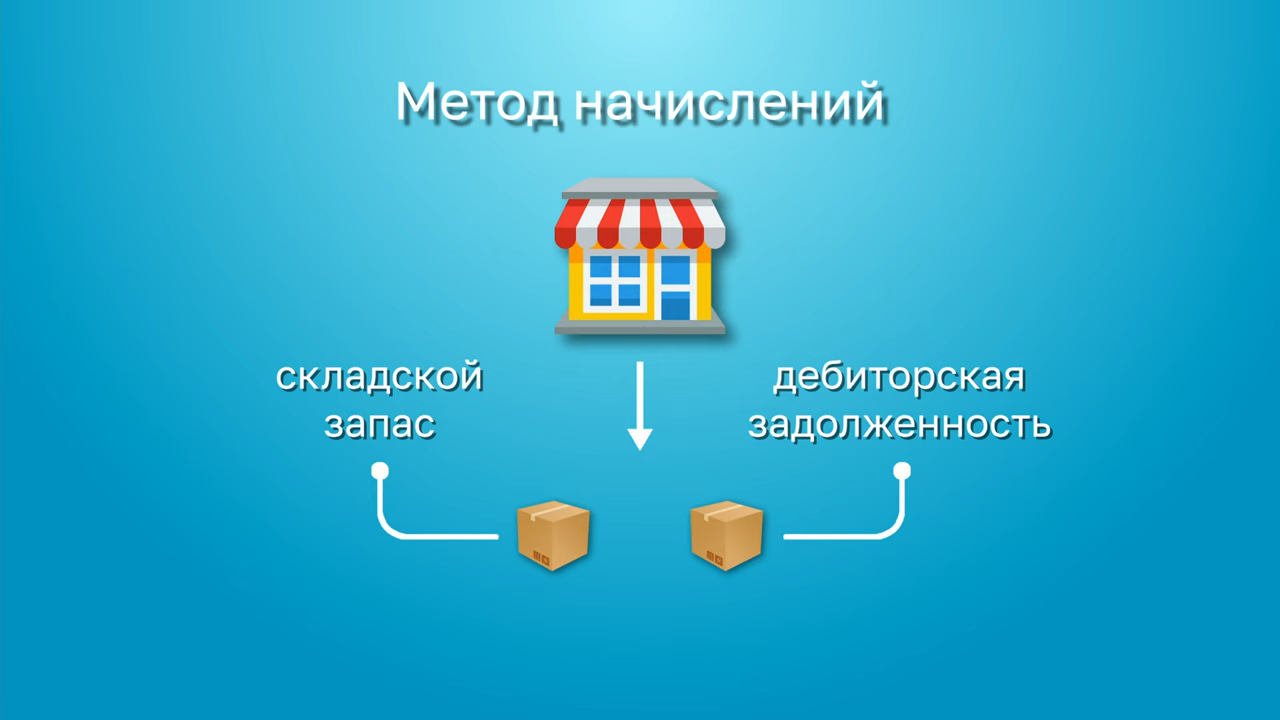 Метод начислений
складской
запас
дебиторская
задолженность